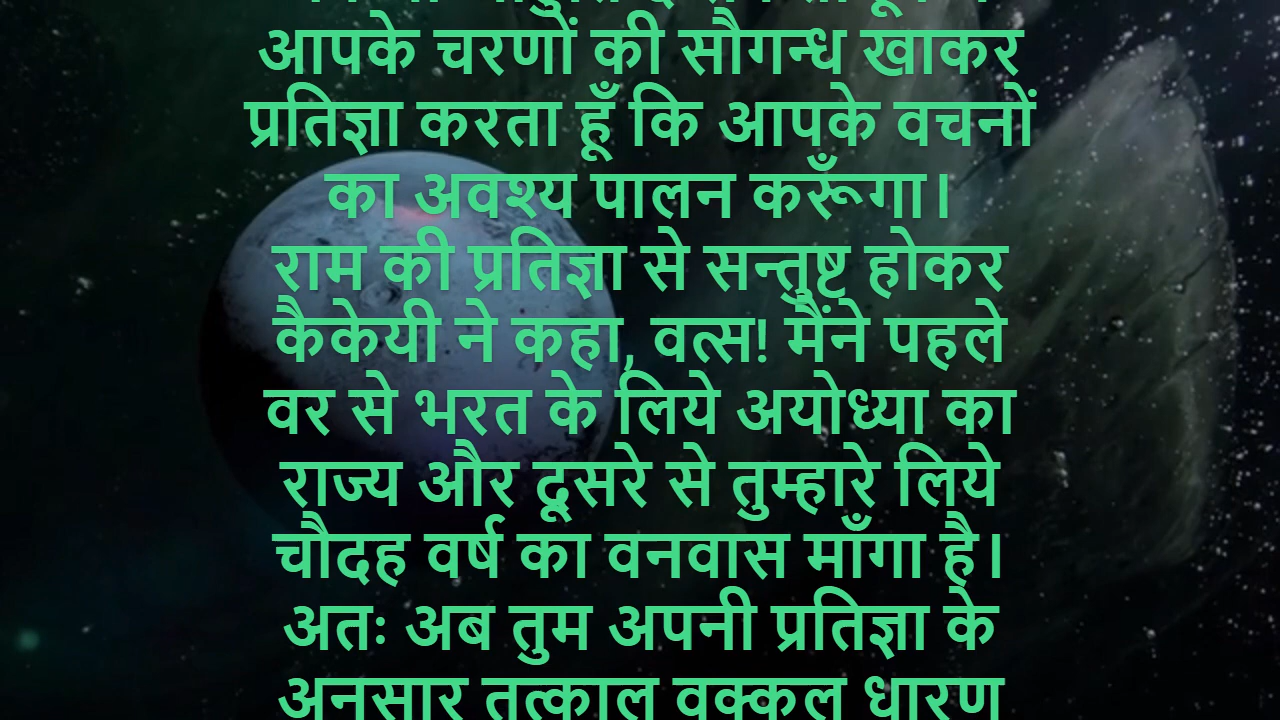 आपके चरणों की सौगन्ध खाकर
प्रतिज्ञा करता हूँ कि आपके वचनों
का अवश्य पालन करूँगा।
राम की प्रतिज्ञा से सन्तुष्ट होकर
कैकेयी ने कहा, वत्स! मैंने पहले
वर से भरत के लिये अयोध्या का
राज्य और दूसरे से तुम्हारे लिये
चौदह वर्ष का वनवास माँगा है।
अतः अब तुम अपनी प्रतिज्ञा के
अनुसार तत्काल वक्कल धारण